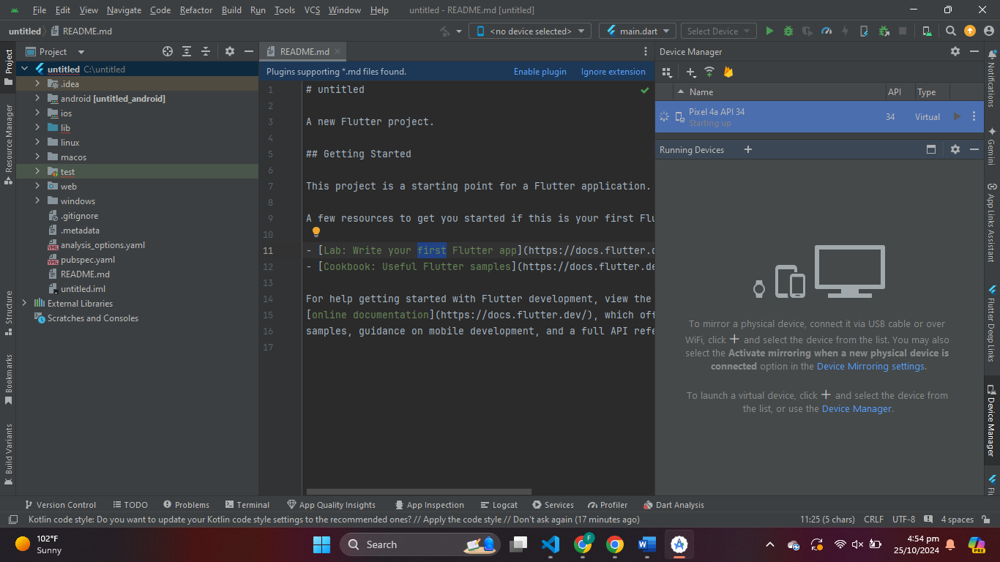 File Edit View Navigate Code Refactor Build Run Tools VCS Window Help untitled - README.md [untitled]
untitled README.md <no device selected> main.dart Select Device
Project
README.md
Device Manager
Plugins supporting *.md files found. Enable plugin Ignore extension
untitled C:\untitled
.idea
android [untitled_android]
ios
lib
linux
macos
test
web
windows
.gitignore
.metadata
analysis_options.yaml
pubspec.yaml
README.md
untitled.iml
External Libraries
Scratches and Consoles
1 # untitled
2
3 A new Flutter project.
4
5 ## Getting Started
6
7 This project is a starting point for a Flutter application.
8
9 A few resources to get you started if this is your first Flu
10
11 - [Lab: Write your first Flutter app](https://docs.flutter.d
12 - [Cookbook: Useful Flutter samples](https://docs.flutter.de
13
14 For help getting started with Flutter development, view the
15 [online documentation](https://docs.flutter.dev/), which off
16 samples, guidance on mobile development, and a full API refe
17
Name API Type
Pixel 4a API 34 34 Virtual
Starting up
Running Devices
To mirror a physical device, connect it via USB cable or over
WiFi, click + and select the device from the list. You may also
select the Activate mirroring when a new physical device is
connected option in the Device Mirroring settings.
To launch a virtual device, click + and select the device from
the list, or use the Device Manager.
Project
Resource Manager
Structure
Bookmarks
Build Variants
Notifications
Gemini
App Links Assistant
Flutter Deep Links
Device Manager
Version Control TODO Problems Terminal App Quality Insights App Inspection Logcat Services Profiler Dart Analysis
Kotlin code style: Do you want to update your Kotlin code style settings to the recommended ones? // Apply the code style // Don't ask again (17 minutes ago) 11:25 (5 chars) CRLF UTF-8 4 spaces
102°F
Sunny
Search
F
PRE
4:54 pm
25/10/2024